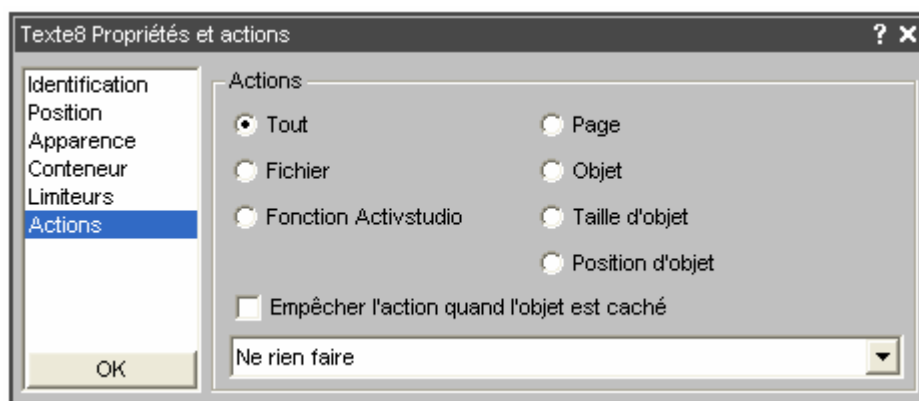 Texte8 Propriétés et actions
Identification
Position
Apparence
Conteneur
Limiteurs
Actions
OK
Actions
Tout
Page
Fichier
Objet
Fonction Activstudio
Taille d'objet
Position d'objet
Empêcher l'action quand l'objet est caché
Ne rien faire